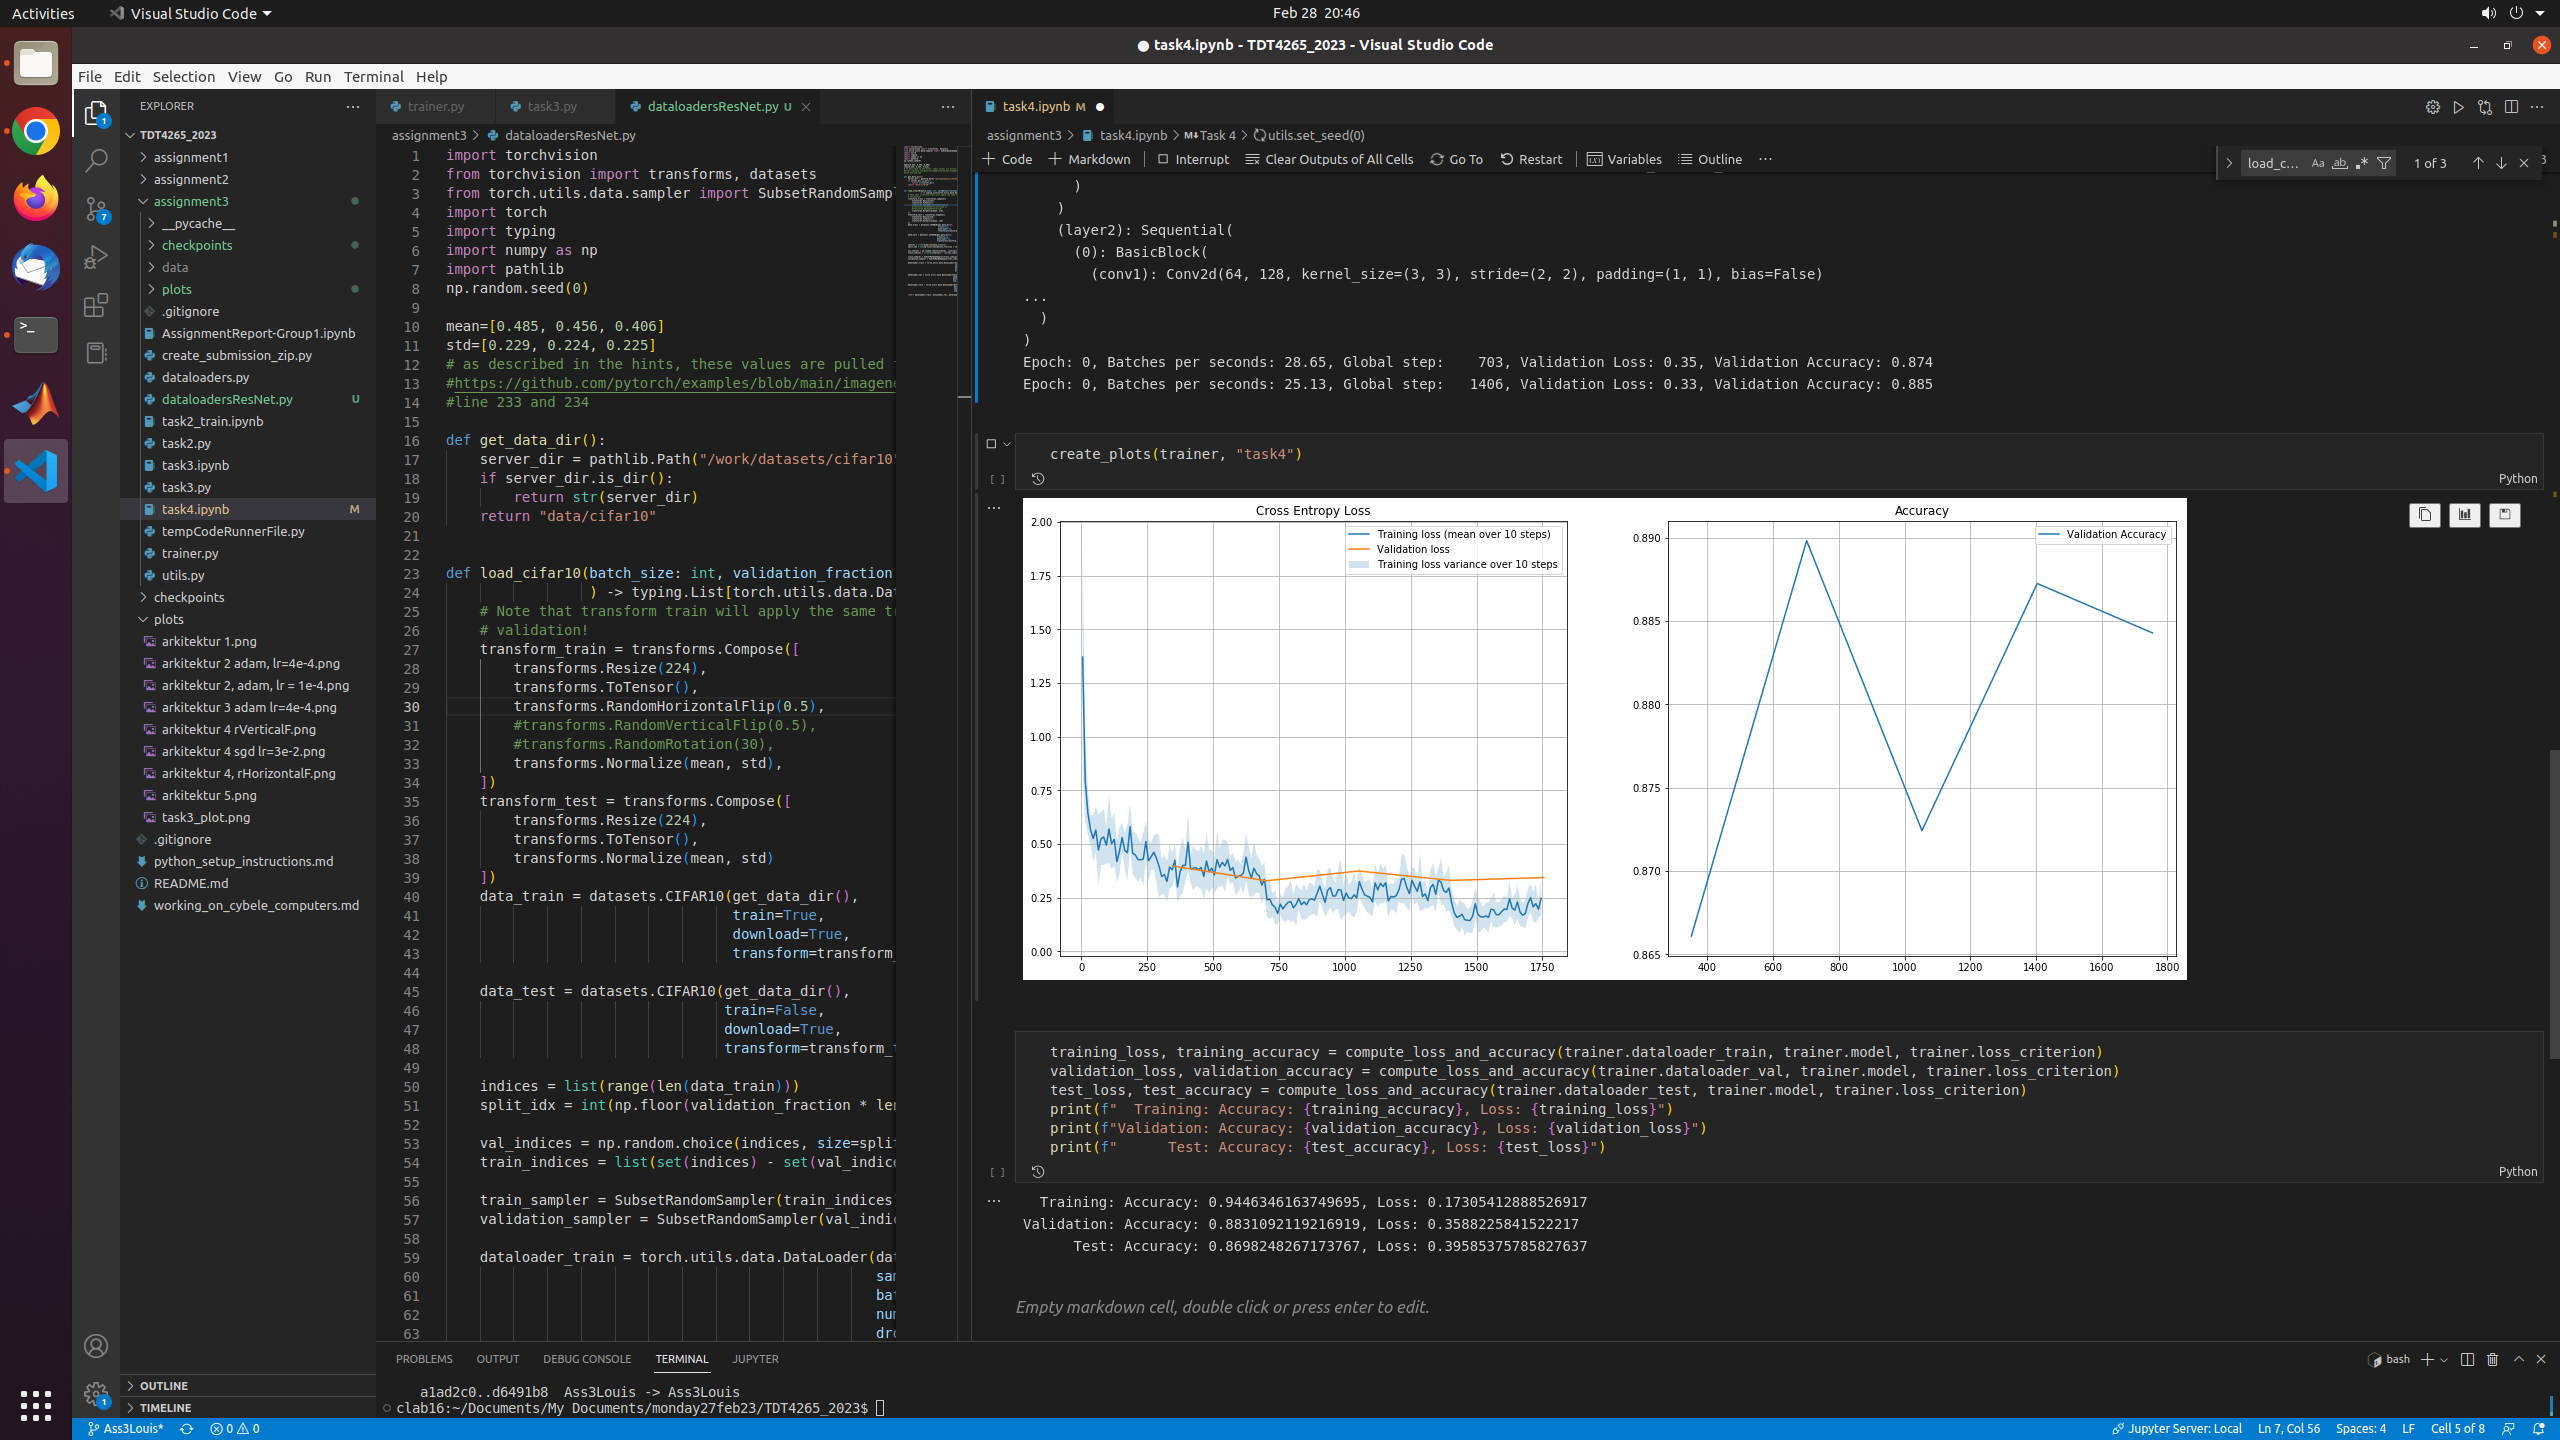 Activities
Visual Studio Code
Feb 28 20:46
task4.ipynb - TDT4265_2023 - Visual Studio Code
File Edit Selection View Go Run Terminal Help
EXPLORER
TDT4265_2023
assignment1
assignment2
assignment3
__pycache__
checkpoints
data
plots
.gitignore
AssignmentReport-Group1.ipynb
create_submission_zip.py
dataloaders.py
dataloadersResNet.py U
task2_train.ipynb
task2.py
task3.ipynb
task3.py
task4.ipynb M
tempCodeRunnerFile.py
trainer.py
utils.py
checkpoints
plots
arkitektur 1.png
arkitektur 2 adam, lr=4e-4.png
arkitektur 2, adam, lr = 1e-4.png
arkitektur 3 adam lr=4e-4.png
arkitektur 4 rVerticalF.png
arkitektur 4 sgd lr=3e-2.png
arkitektur 4, rHorizontalF.png
arkitektur 5.png
task3_plot.png
.gitignore
python_setup_instructions.md
README.md
working_on_cybele_computers.md
OUTLINE
TIMELINE
trainer.py
task3.py
dataloadersResNet.py U
assignment3 > dataloadersResNet.py
1 import torchvision
2 from torchvision import transforms, datasets
3 from torch.utils.data.sampler import SubsetRandomSampl
4 import torch
5 import typing
6 import numpy as np
7 import pathlib
8 np.random.seed(0)
9
10 mean=[0.485, 0.456, 0.406]
11 std=[0.229, 0.224, 0.225]
12 # as described in the hints, these values are pulled
13 #https://github.com/pytorch/examples/blob/main/imagene
14 #line 233 and 234
15
16 def get_data_dir():
17 server_dir = pathlib.Path("/work/datasets/cifar10"
18 if server_dir.is_dir():
19 return str(server_dir)
20 return "data/cifar10"
21
22
23 def load_cifar10(batch_size: int, validation_fraction
24 ) -> typing.List[torch.utils.data.Dat
25 # Note that transform train will apply the same tr
26 # validation!
27 transform_train = transforms.Compose([
28 transforms.Resize(224),
29 transforms.ToTensor(),
30 transforms.RandomHorizontalFlip(0.5),
31 #transforms.RandomVerticalFlip(0.5),
32 #transforms.RandomRotation(30),
33 transforms.Normalize(mean, std),
34 ])
35 transform_test = transforms.Compose([
36 transforms.Resize(224),
37 transforms.ToTensor(),
38 transforms.Normalize(mean, std)
39 ])
40 data_train = datasets.CIFAR10(get_data_dir(),
41 train=True,
42 download=True,
43 transform=transform_
44
45 data_test = datasets.CIFAR10(get_data_dir(),
46 train=False,
47 download=True,
48 transform=transform_t
49
50 indices = list(range(len(data_train)))
51 split_idx = int(np.floor(validation_fraction * len
52
53 val_indices = np.random.choice(indices, size=split
54 train_indices = list(set(indices) - set(val_indice
55
56 train_sampler = SubsetRandomSampler(train_indices
57 validation_sampler = SubsetRandomSampler(val_indic
58
59 dataloader_train = torch.utils.data.DataLoader(dat
60 sam
61 bat
62 num
63 dro
task4.ipynb M
assignment3 > task4.ipynb > M↓Task 4 > utils.set_seed(0)
Code Markdown Interrupt Clear Outputs of All Cells Go To Restart Variables Outline
load_c... Aa ab 1 of 3
)
)
(layer2): Sequential(
(0): BasicBlock(
(conv1): Conv2d(64, 128, kernel_size=(3, 3), stride=(2, 2), padding=(1, 1), bias=False)
...
)
)
Epoch: 0, Batches per seconds: 28.65, Global step: 703, Validation Loss: 0.35, Validation Accuracy: 0.874
Epoch: 0, Batches per seconds: 25.13, Global step: 1406, Validation Loss: 0.33, Validation Accuracy: 0.885
create_plots(trainer, "task4")
[ ]
Python
Cross Entropy Loss
Training loss (mean over 10 steps)
Validation loss
Training loss variance over 10 steps
2.00
1.75
1.50
1.25
1.00
0.75
0.50
0.25
0.00
0 250 500 750 1000 1250 1500 1750
Accuracy
Validation Accuracy
0.890
0.885
0.880
0.875
0.870
0.865
400 600 800 1000 1200 1400 1600 1800
training_loss, training_accuracy = compute_loss_and_accuracy(trainer.dataloader_train, trainer.model, trainer.loss_criterion)
validation_loss, validation_accuracy = compute_loss_and_accuracy(trainer.dataloader_val, trainer.model, trainer.loss_criterion)
test_loss, test_accuracy = compute_loss_and_accuracy(trainer.dataloader_test, trainer.model, trainer.loss_criterion)
print(f" Training: Accuracy: {training_accuracy}, Loss: {training_loss}")
print(f"Validation: Accuracy: {validation_accuracy}, Loss: {validation_loss}")
print(f" Test: Accuracy: {test_accuracy}, Loss: {test_loss}")
[ ]
Python
Training: Accuracy: 0.9446346163749695, Loss: 0.17305412888526917
Validation: Accuracy: 0.8831092119216919, Loss: 0.3588225841522217
Test: Accuracy: 0.8698248267173767, Loss: 0.39585375785827637
Empty markdown cell, double click or press enter to edit.
PROBLEMS OUTPUT DEBUG CONSOLE TERMINAL JUPYTER
bash
a1ad2c0..d6491b8 Ass3Louis -> Ass3Louis
clab16:~/Documents/My Documents/monday27feb23/TDT4265_2023$
Ass3Louis* 0 0
Jupyter Server: Local Ln 7, Col 56 Spaces: 4 LF Cell 5 of 8